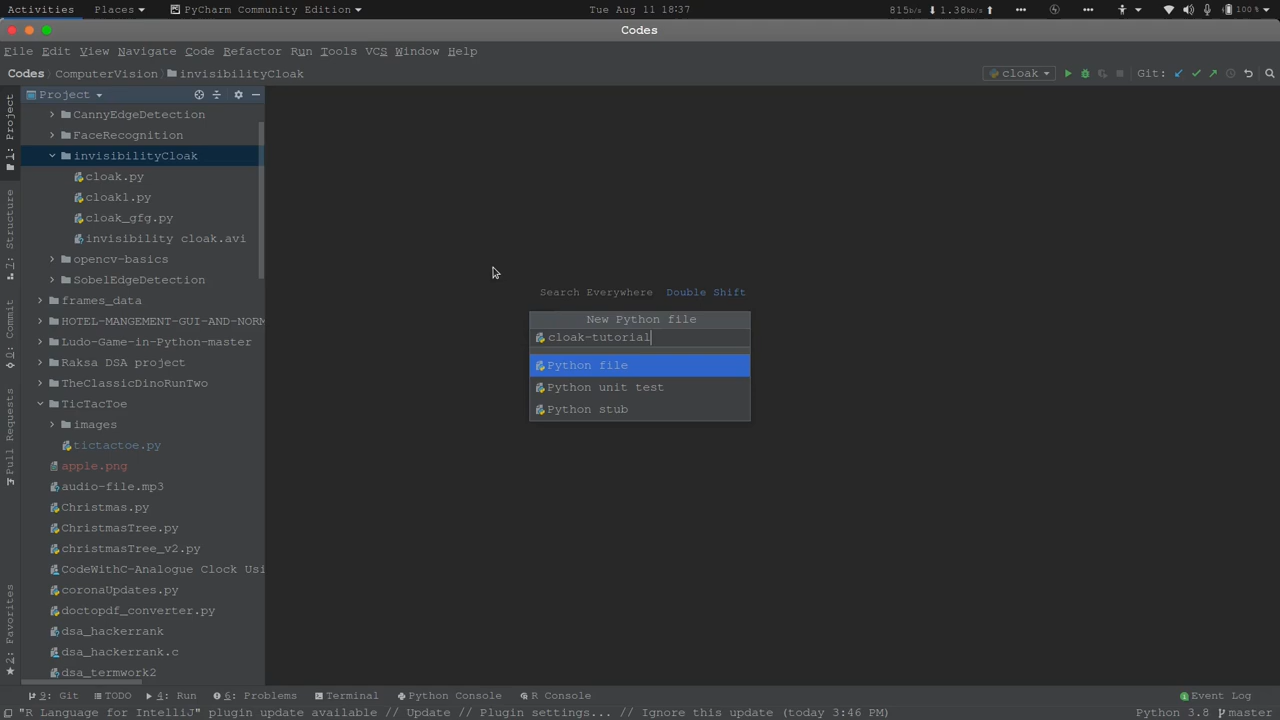 Activities Places PyCharm Community Edition Tue Aug 11 18:37 815b/s 1.38kb/s 100 %
Codes
File Edit View Navigate Code Refactor Run Tools VCS Window Help
Codes ComputerVision invisibilityCloak cloak Git:
Project
CannyEdgeDetection
FaceRecognition
invisibilityCloak
cloak.py
cloak1.py
cloak_gfg.py
invisibility cloak.avi
opencv-basics
SobelEdgeDetection
frames_data
HOTEL-MANGEMENT-GUI-AND-NORM
Ludo-Game-in-Python-master
Raksa DSA project
TheClassicDinoRunTwo
TicTacToe
images
tictactoe.py
apple.png
audio-file.mp3
Christmas.py
ChristmasTree.py
christmasTree_v2.py
CodeWithC-Analogue Clock Usi
coronaUpdates.py
doctopdf_converter.py
dsa_hackerrank
dsa_hackerrank.c
dsa_termwork2
1: Project
7: Structure
0: Commit
Pull Requests
2: Favorites
Search Everywhere Double Shift
New Python file
cloak-tutorial
Python file
Python unit test
Python stub
9: Git TODO 4: Run 6: Problems Terminal Python Console R Console Event Log
"R Language for IntelliJ" plugin update available // Update // Plugin settings... // Ignore this update (today 3:46 PM) Python 3.8 master